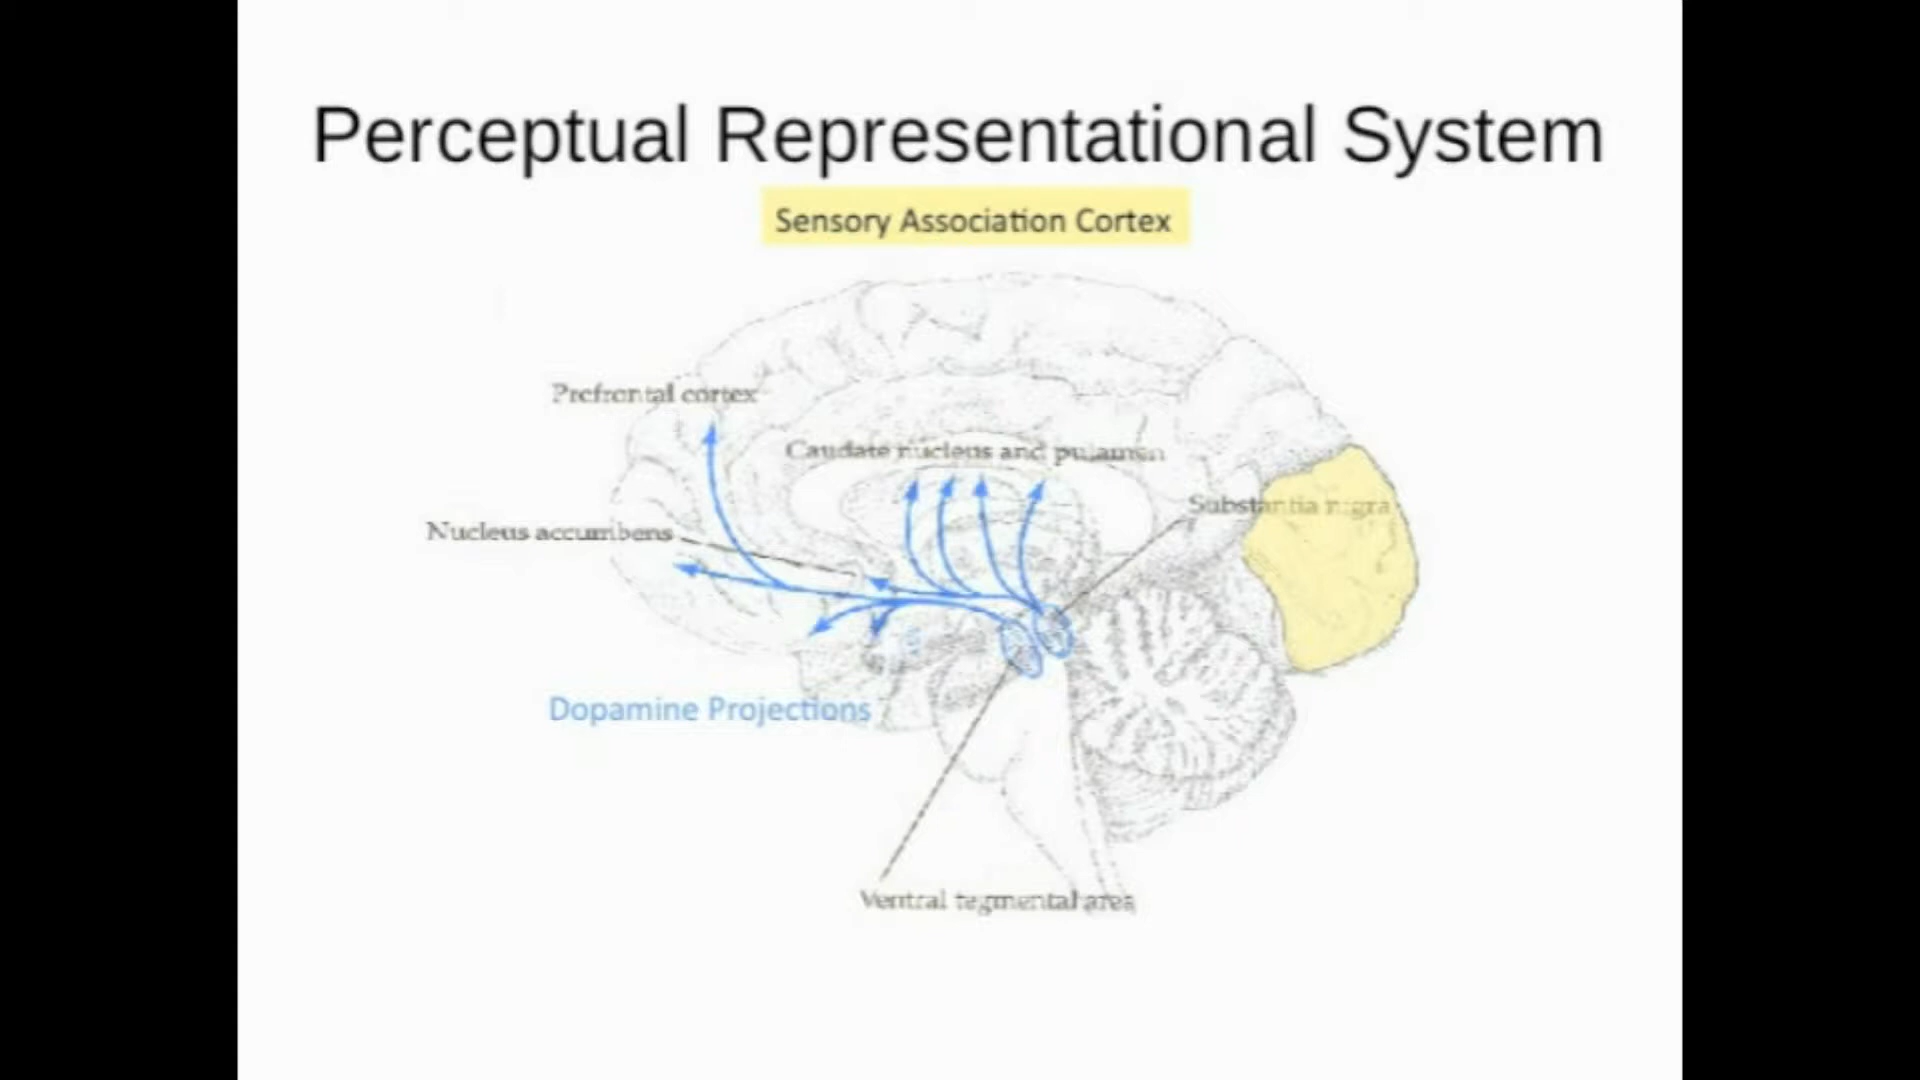 Perceptual Representational System
Sensory Association Cortex
Prefrontal cortex
Caudate nucleus and putamen
Substantia nigra
Nucleus accumbens
Dopamine Projections
Ventral tegmental area